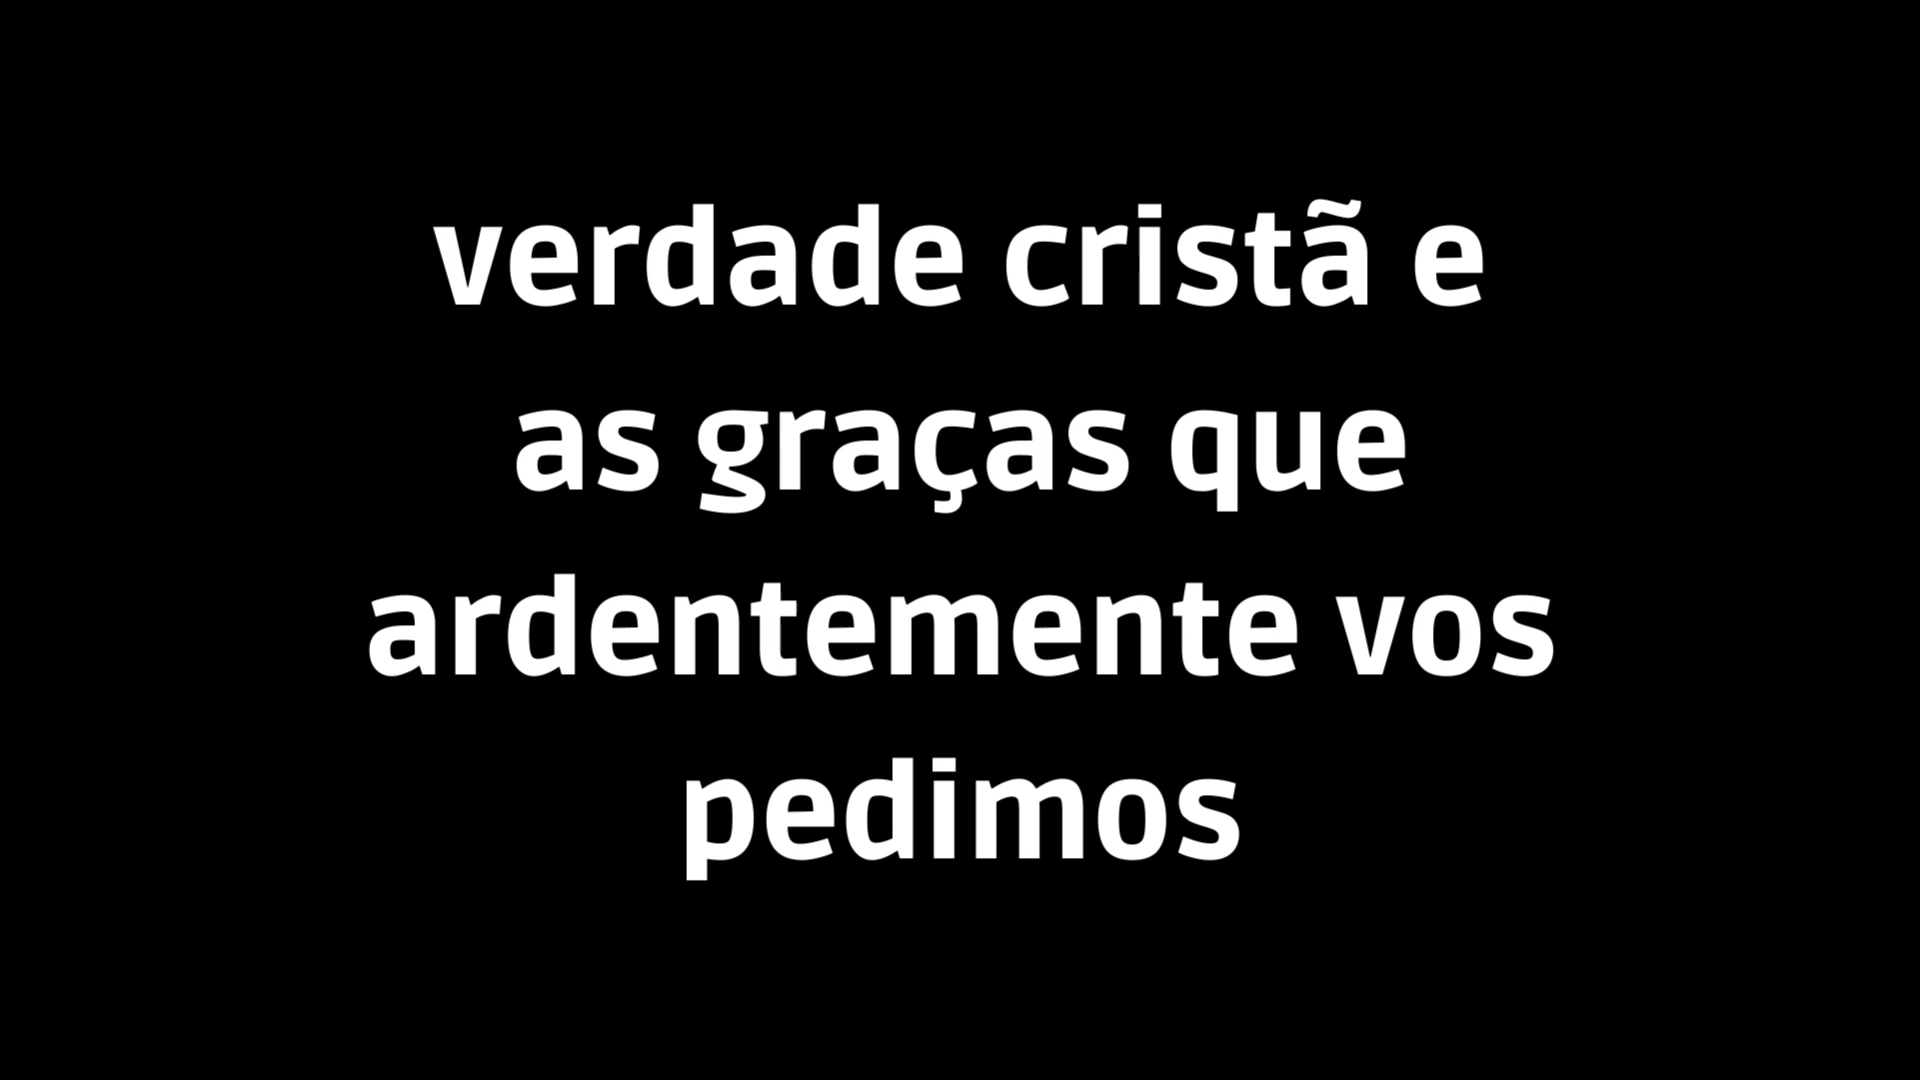 verdade cristã e
as graças que
ardentemente vos
pedimos